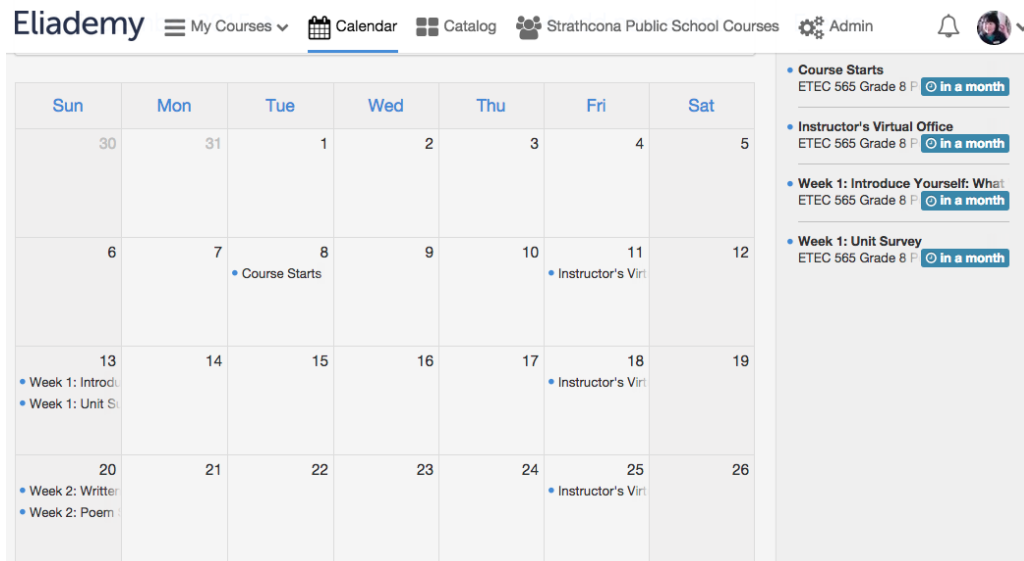 Eliademy My Courses Calendar Catalog Strathcona Public School Courses Admin
Sun Mon Tue Wed Thu Fri Sat
30 31 1 2 3 4 5
6 7 8 9 10 11 12
Course Starts Instructor's Virt
13 14 15 16 17 18 19
Week 1: Introdu Instructor's Virt
Week 1: Unit Su
20 21 22 23 24 25 26
Week 2: Writter Instructor's Virt
Week 2: Poem
Course Starts
ETEC 565 Grade 8 P in a month
Instructor's Virtual Office
ETEC 565 Grade 8 P in a month
Week 1: Introduce Yourself: What
ETEC 565 Grade 8 P in a month
Week 1: Unit Survey
ETEC 565 Grade 8 P in a month